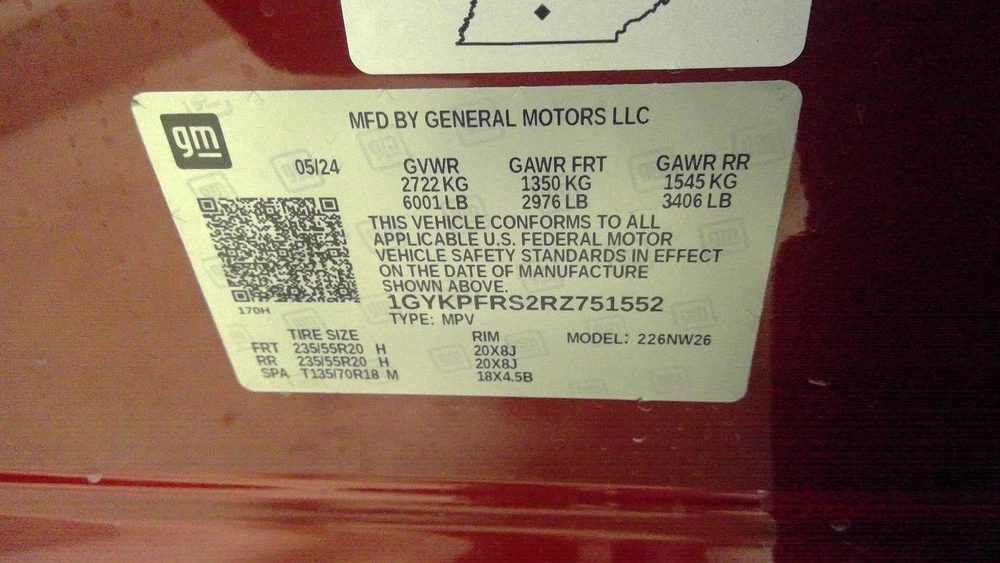 gm
MFD BY GENERAL MOTORS LLC
05/24
GVWR GAWR FRT GAWR RR
2722 KG 1350 KG 1545 KG
6001 LB 2976 LB 3406 LB
THIS VEHICLE CONFORMS TO ALL
APPLICABLE U.S. FEDERAL MOTOR
VEHICLE SAFETY STANDARDS IN EFFECT
ON THE DATE OF MANUFACTURE
SHOWN ABOVE.
170H
1GYKPFRS2RZ751552
TYPE: MPV
TIRE SIZE RIM MODEL: 226NW26
FRT 235/55R20 H 20X8J
RR 235/55R20 H 20X8J
SPA T135/70R18 M 18X4.5B